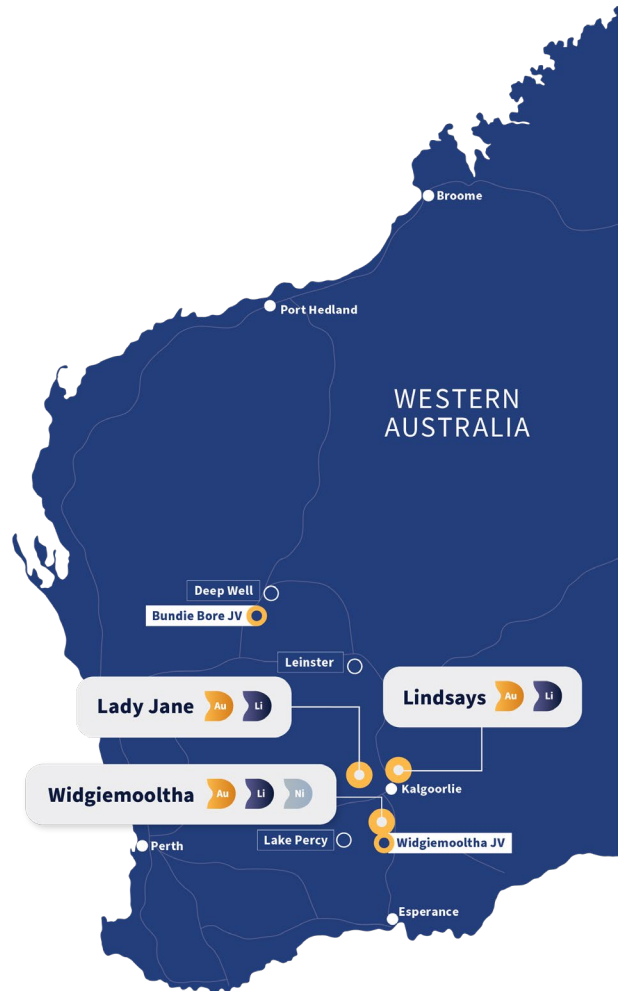 Broome
Port Hedland
WESTERN
AUSTRALIA
Deep Well
Bundie Bore JV
Leinster
Lady Jane Au Li
Lindsays Au Li
Widgiemooltha Au Li Ni
Kalgoorlie
Lake Percy
Widgiemooltha JV
Perth
Esperance